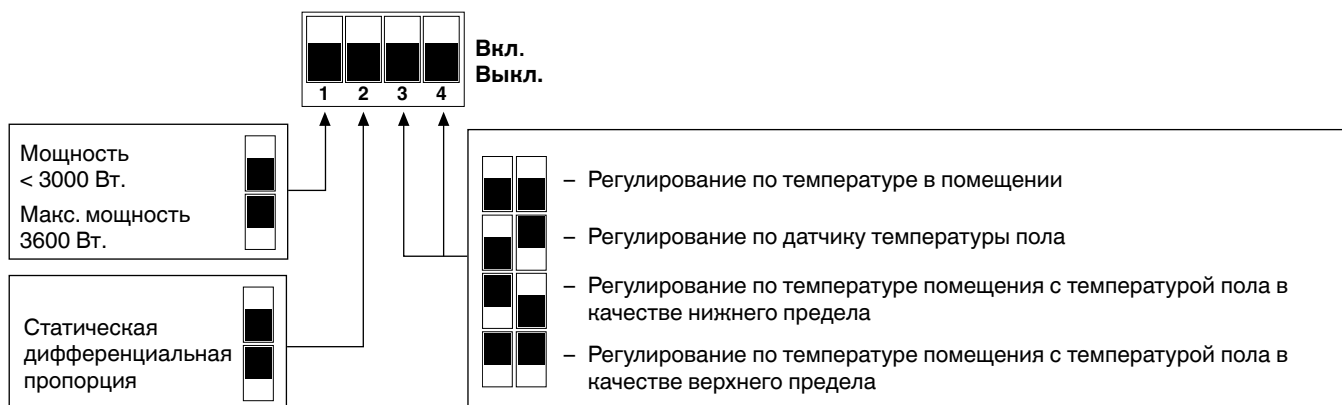 Вкл.
Выкл.
1 2 3 4
Мощность
< 3000 Вт.
Макс. мощность
3600 Вт.
Статическая
дифференциальная
пропорция
– Регулирование по температуре в помещении
– Регулирование по датчику температуры пола
– Регулирование по температуре помещения с температурой пола в
качестве нижнего предела
– Регулирование по температуре помещения с температурой пола в
качестве верхнего предела